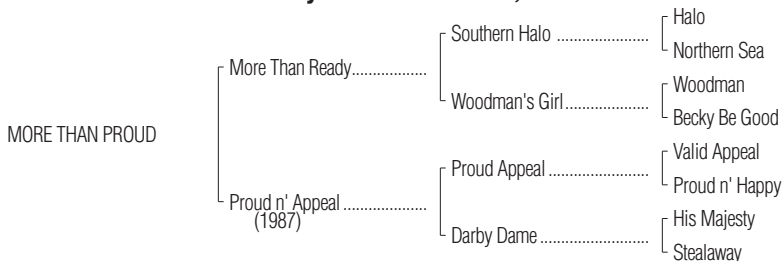 Halo
Southern Halo
Northern Sea
More Than Ready
Woodman
Woodman's Girl
Becky Be Good
MORE THAN PROUD
Valid Appeal
Proud Appeal
Proud n' Happy
Proud n' Appeal
(1987)
His Majesty
Darby Dame
Stealaway